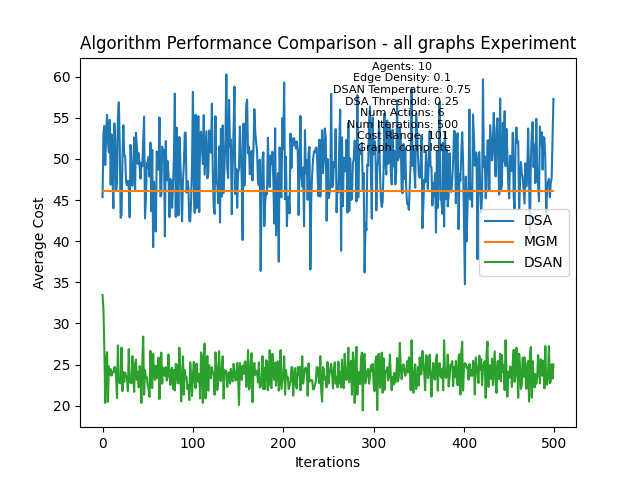 Algorithm Performance Comparison - all graphs Experiment
Agents: 10
Edge Density: 0.1
DSAN Temperature: 0.75
DSA Threshold: 0.25
Num Actions: 6
Num Iterations: 500
Cost Range: 101
Graph: complete
60
55
50
45
40
35
30
25
20
Average Cost
DSA
MGM
DSAN
0
100
200
300
400
500
Iterations